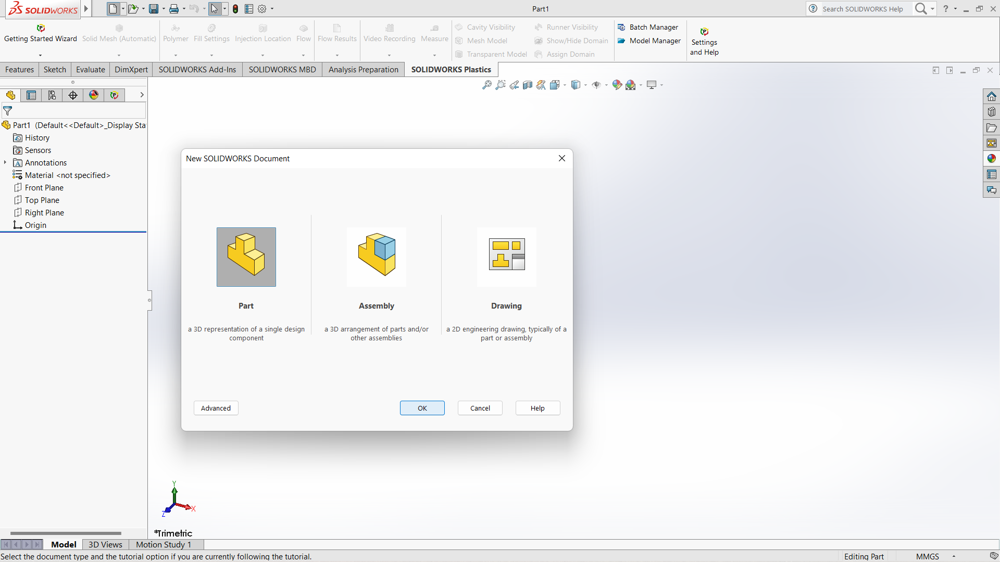 SOLIDWORKS
Part1
Search SOLIDWORKS Help
?
Getting Started Wizard
Solid Mesh (Automatic)
Polymer
Fill Settings
Injection Location
Flow
Flow Results
Video Recording
Measure
Cavity Visibility
Mesh Model
Transparent Model
Runner Visibility
Show/Hide Domain
Assign Domain
Batch Manager
Model Manager
Settings
and Help
Features
Sketch
Evaluate
DimXpert
SOLIDWORKS Add-Ins
SOLIDWORKS MBD
Analysis Preparation
SOLIDWORKS Plastics
Part1 (Default<<Default>_Display Sta
History
Sensors
Annotations
Material <not specified>
Front Plane
Top Plane
Right Plane
Origin
New SOLIDWORKS Document
Part
a 3D representation of a single design
component
Assembly
a 3D arrangement of parts and/or
other assemblies
Drawing
a 2D engineering drawing, typically of a
part or assembly
Advanced
OK
Cancel
Help
Y
X
Z
*Trimetric
Model
3D Views
Motion Study 1
Select the document type and the tutorial option if you are currently following the tutorial.
Editing Part
MMGS